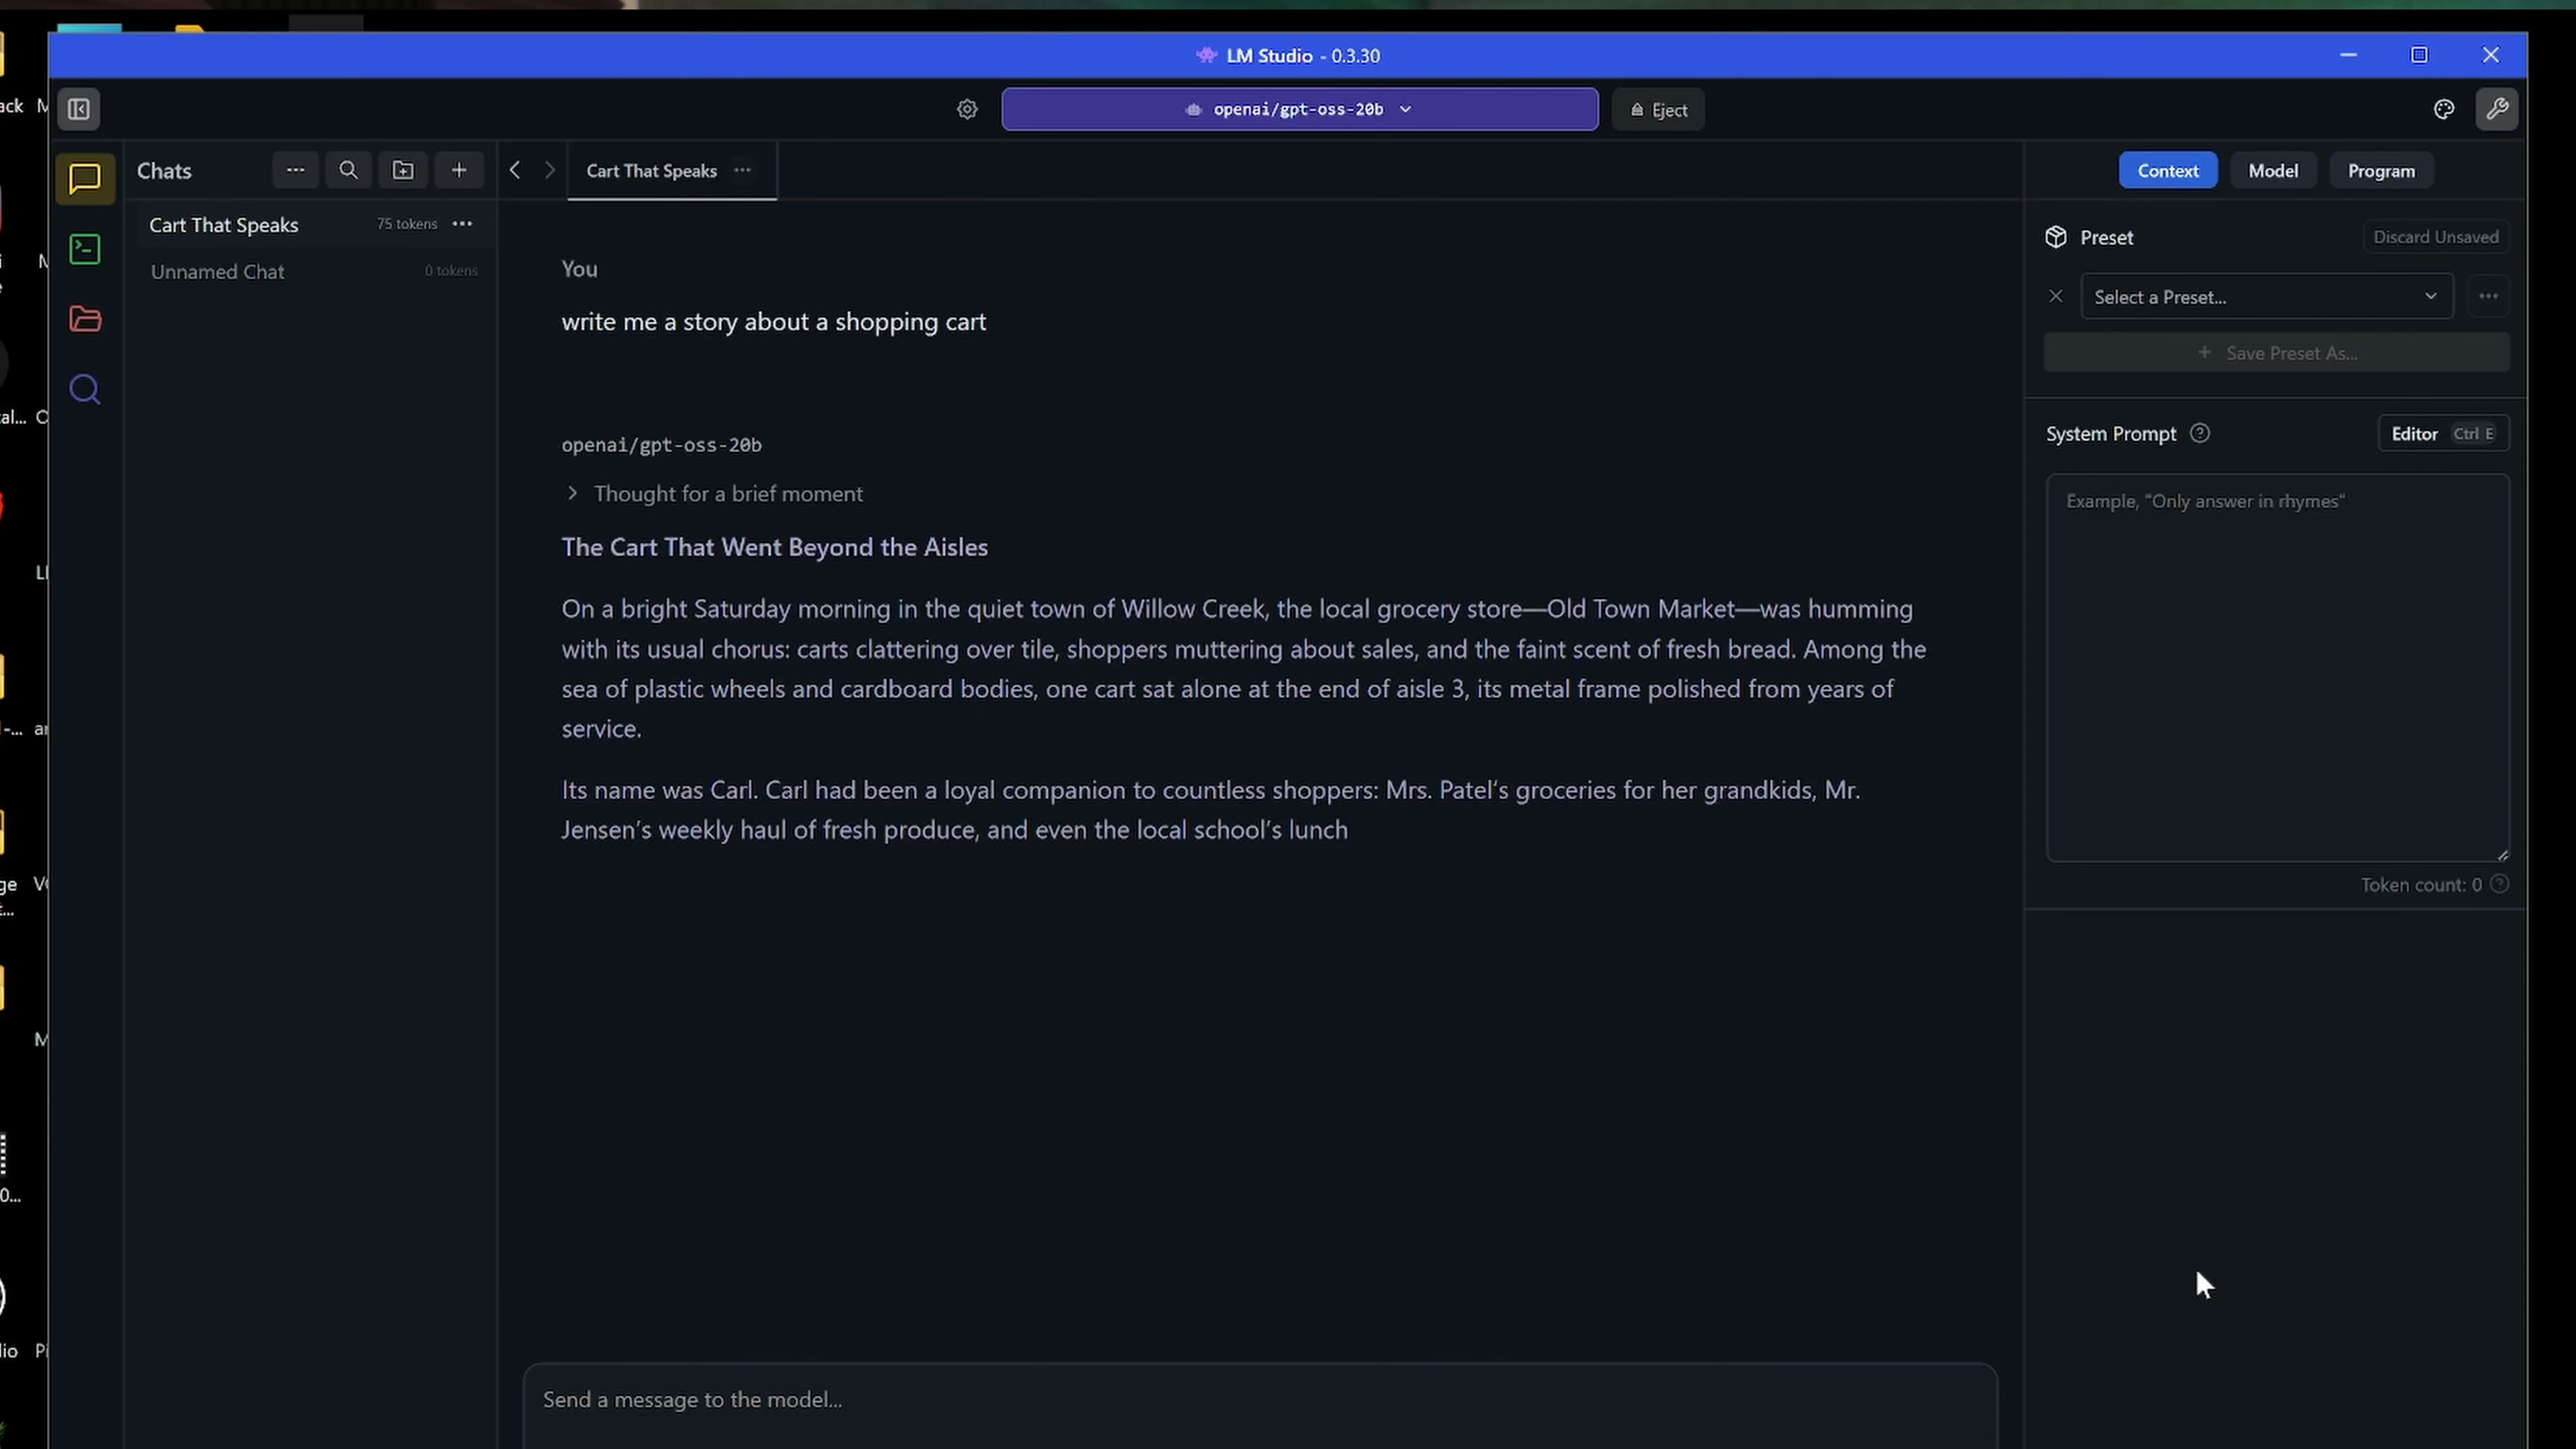 LM Studio - 0.3.30
openai/gpt-oss-20b
Eject
Chats
Cart That Speaks
Context
Model
Program
Cart That Speaks
75 tokens
Unnamed Chat
0 tokens
You
write me a story about a shopping cart
openai/gpt-oss-20b
Thought for a brief moment
The Cart That Went Beyond the Aisles
On a bright Saturday morning in the quiet town of Willow Creek, the local grocery store—Old Town Market—was humming
with its usual chorus: carts clattering over tile, shoppers muttering about sales, and the faint scent of fresh bread. Among the
sea of plastic wheels and cardboard bodies, one cart sat alone at the end of aisle 3, its metal frame polished from years of
service.
Its name was Carl. Carl had been a loyal companion to countless shoppers: Mrs. Patel’s groceries for her grandkids, Mr.
Jensen’s weekly haul of fresh produce, and even the local school’s lunch
Send a message to the model...
Preset
Discard Unsaved
Select a Preset...
+ Save Preset As...
System Prompt
Editor Ctrl E
Example, "Only answer in rhymes"
Token count: 0